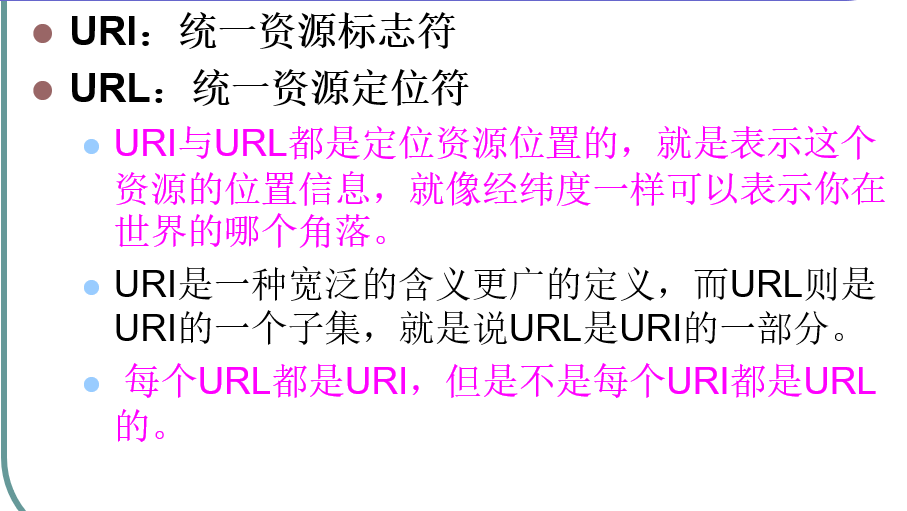 URI：统一资源标志符
URL：统一资源定位符
URI与URL都是定位资源位置的，就是表示这个
资源的位置信息，就像经纬度一样可以表示你在
世界的哪个角落。
URI是一种宽泛的含义更广的定义，而URL则是
URI的一个子集，就是说URL是URI的一部分。
每个URL都是URI，但是不是每个URI都是URL
的。